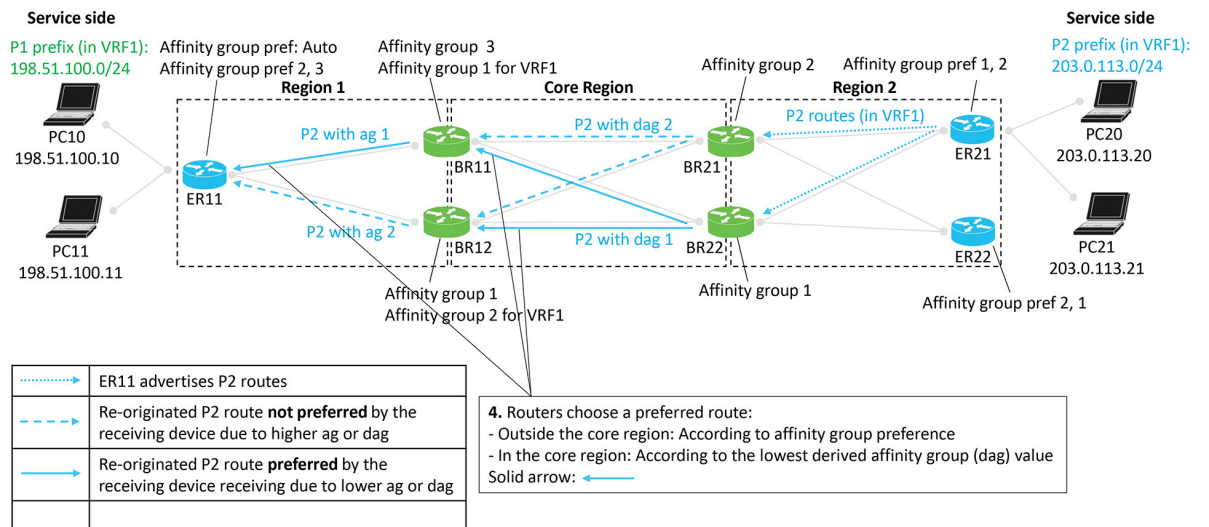 Service side
P1 prefix (in VRF1):
198.51.100.0/24
PC10
198.51.100.10
PC11
198.51.100.11
Affinity group pref: Auto
Affinity group pref 2, 3
Affinity group  3
Affinity group 1 for VRF1
Affinity group 2
Affinity group pref 1, 2
Service side
P2 prefix (in VRF1):
203.0.113.0/24
Region 1
Core Region
Region 2
P2 with ag 1
P2 with dag 2
P2 routes (in VRF1)
ER11
BR11
BR21
ER21
PC20
203.0.113.20
P2 with ag 2
BR12
P2 with dag 1
BR22
ER22
PC21
203.0.113.21
Affinity group 1
Affinity group 2 for VRF1
Affinity group 1
Affinity group pref 2, 1
ER11 advertises P2 routes
Re-originated P2 route not preferred by the
receiving device due to higher ag or dag
Re-originated P2 route preferred by the
receiving device receiving due to lower ag or dag
4. Routers choose a preferred route:
- Outside the core region: According to affinity group preference
- In the core region: According to the lowest derived affinity group (dag) value
Solid arrow: